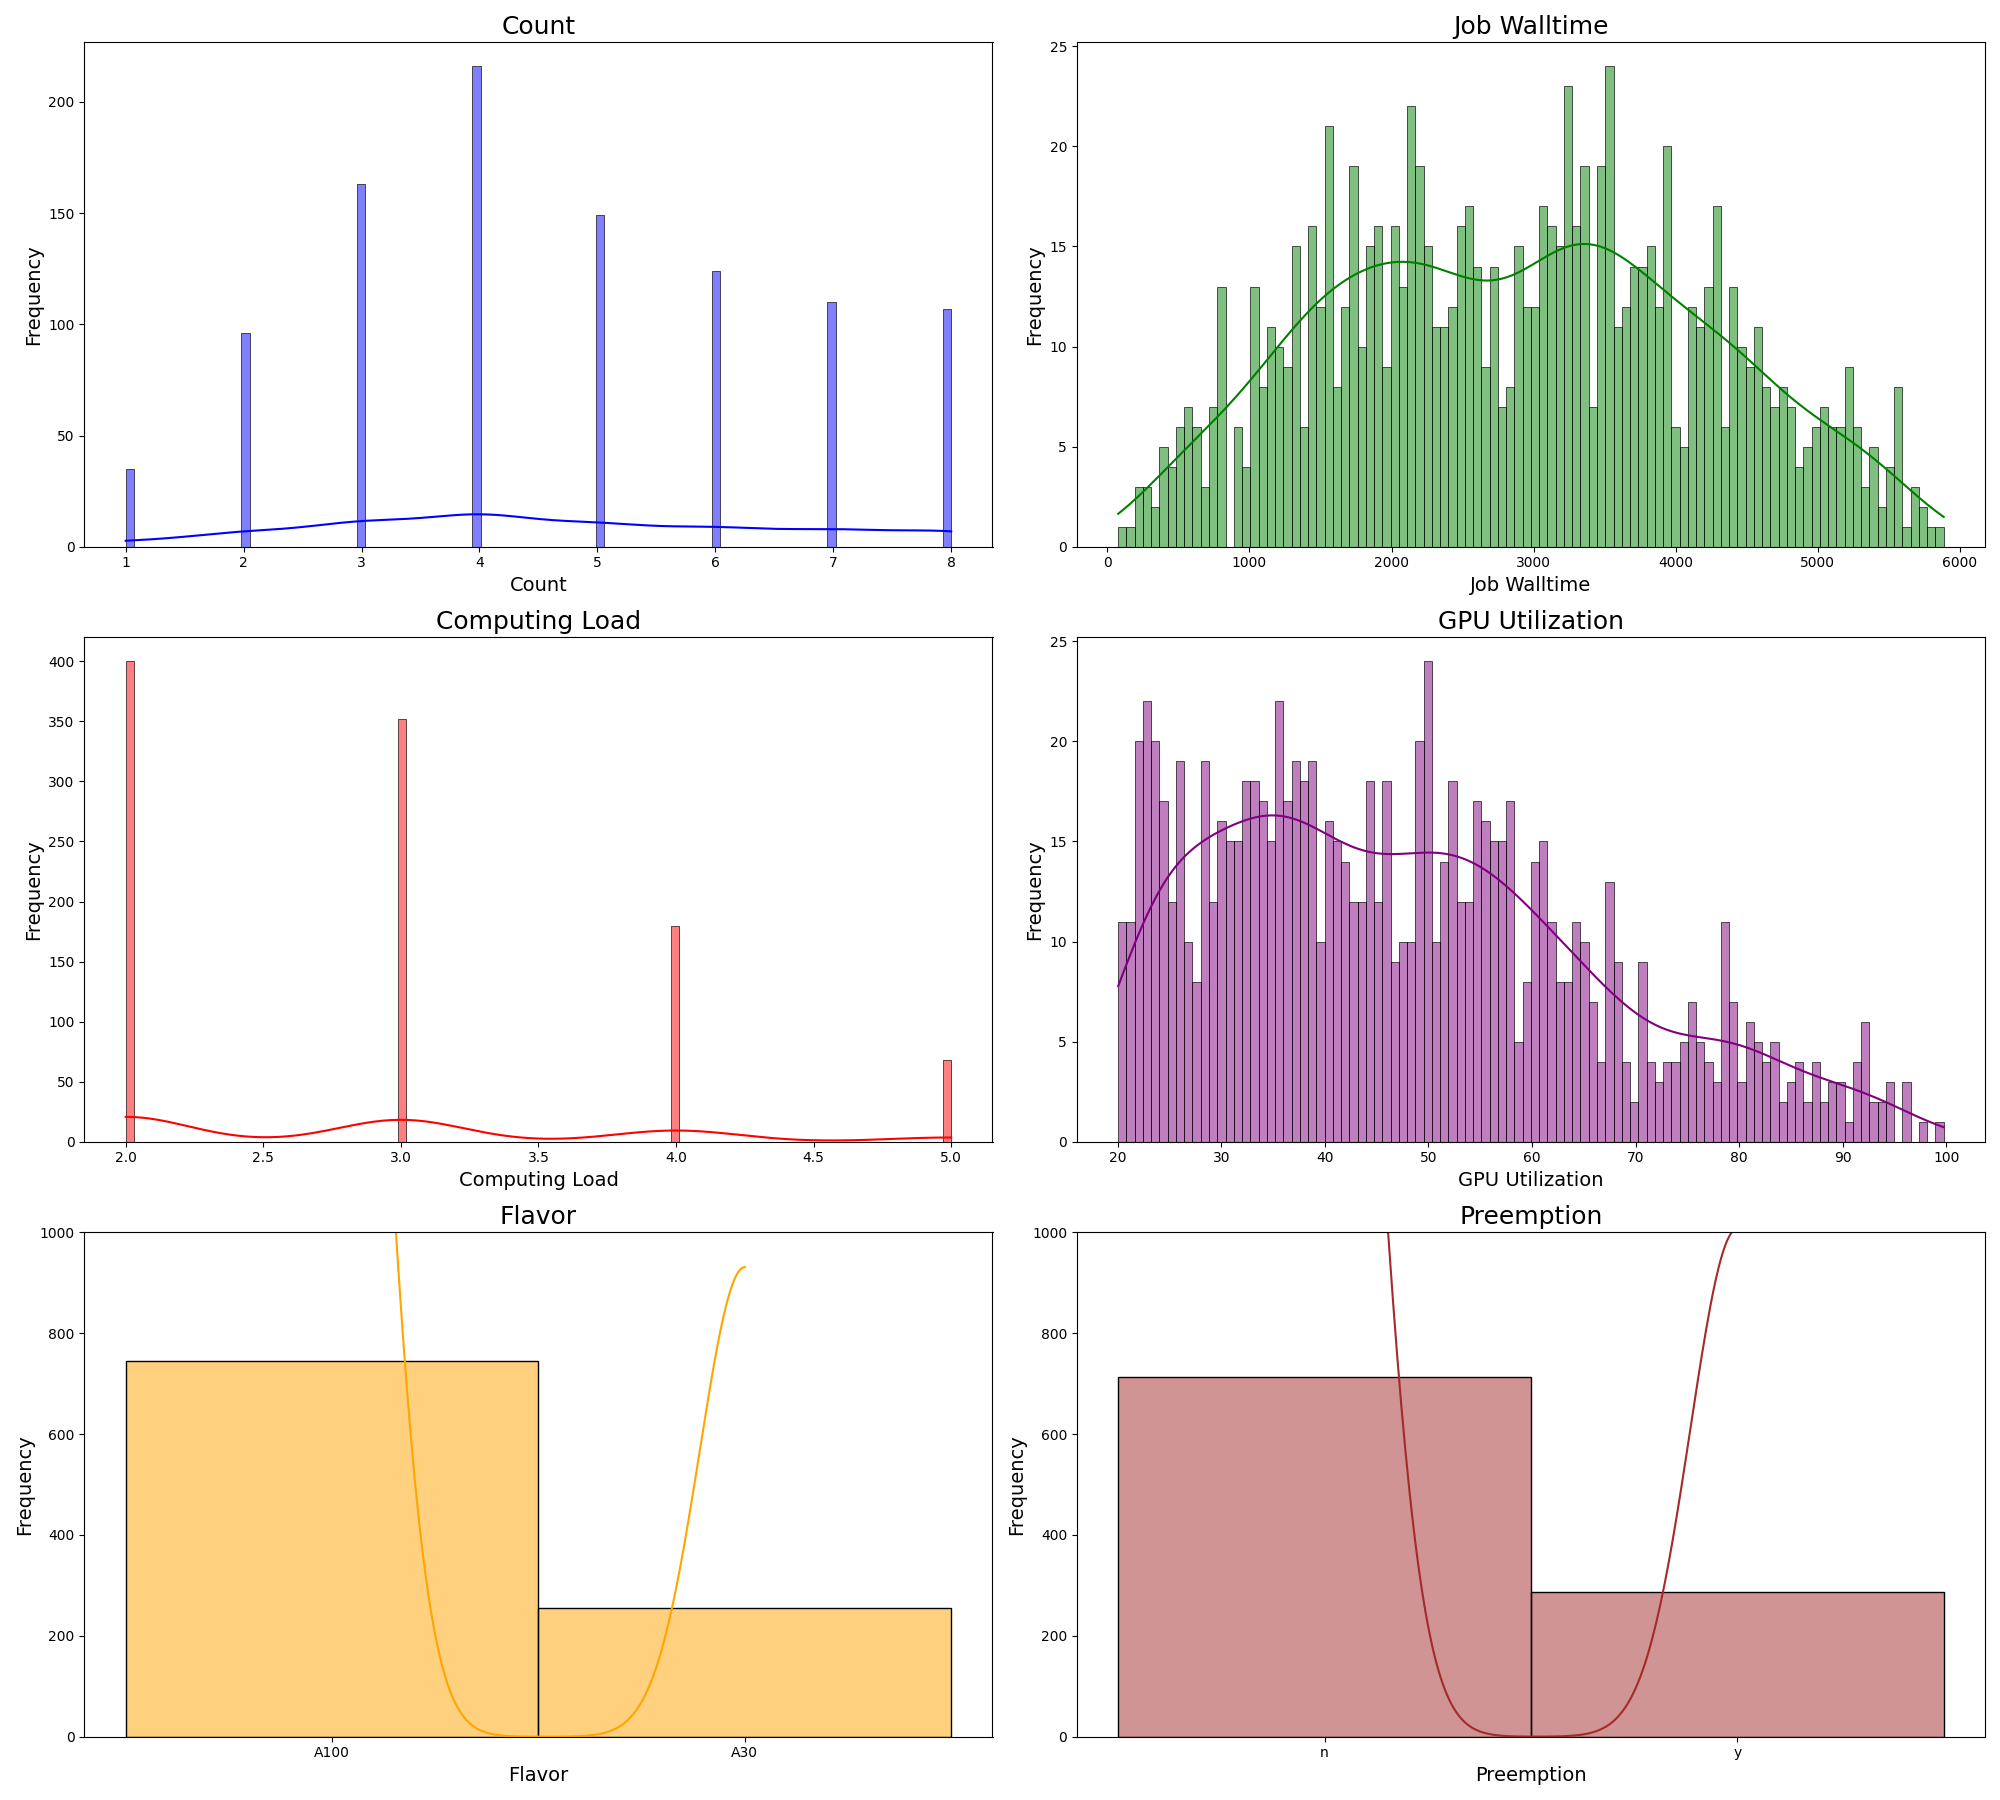 Count
Frequency
200
150
100
50
0
1 2 3 4 5 6 7 8
Count
Job Walltime
Frequency
25
20
15
10
5
0
0 1000 2000 3000 4000 5000 6000
Job Walltime
Computing Load
Frequency
400
350
300
250
200
150
100
50
0
2.0 2.5 3.0 3.5 4.0 4.5 5.0
Computing Load
GPU Utilization
Frequency
25
20
15
10
5
0
20 30 40 50 60 70 80 90 100
GPU Utilization
Flavor
Frequency
1000
800
600
400
200
0
A100 A30
Flavor
Preemption
Frequency
1000
800
600
400
200
0
n y
Preemption